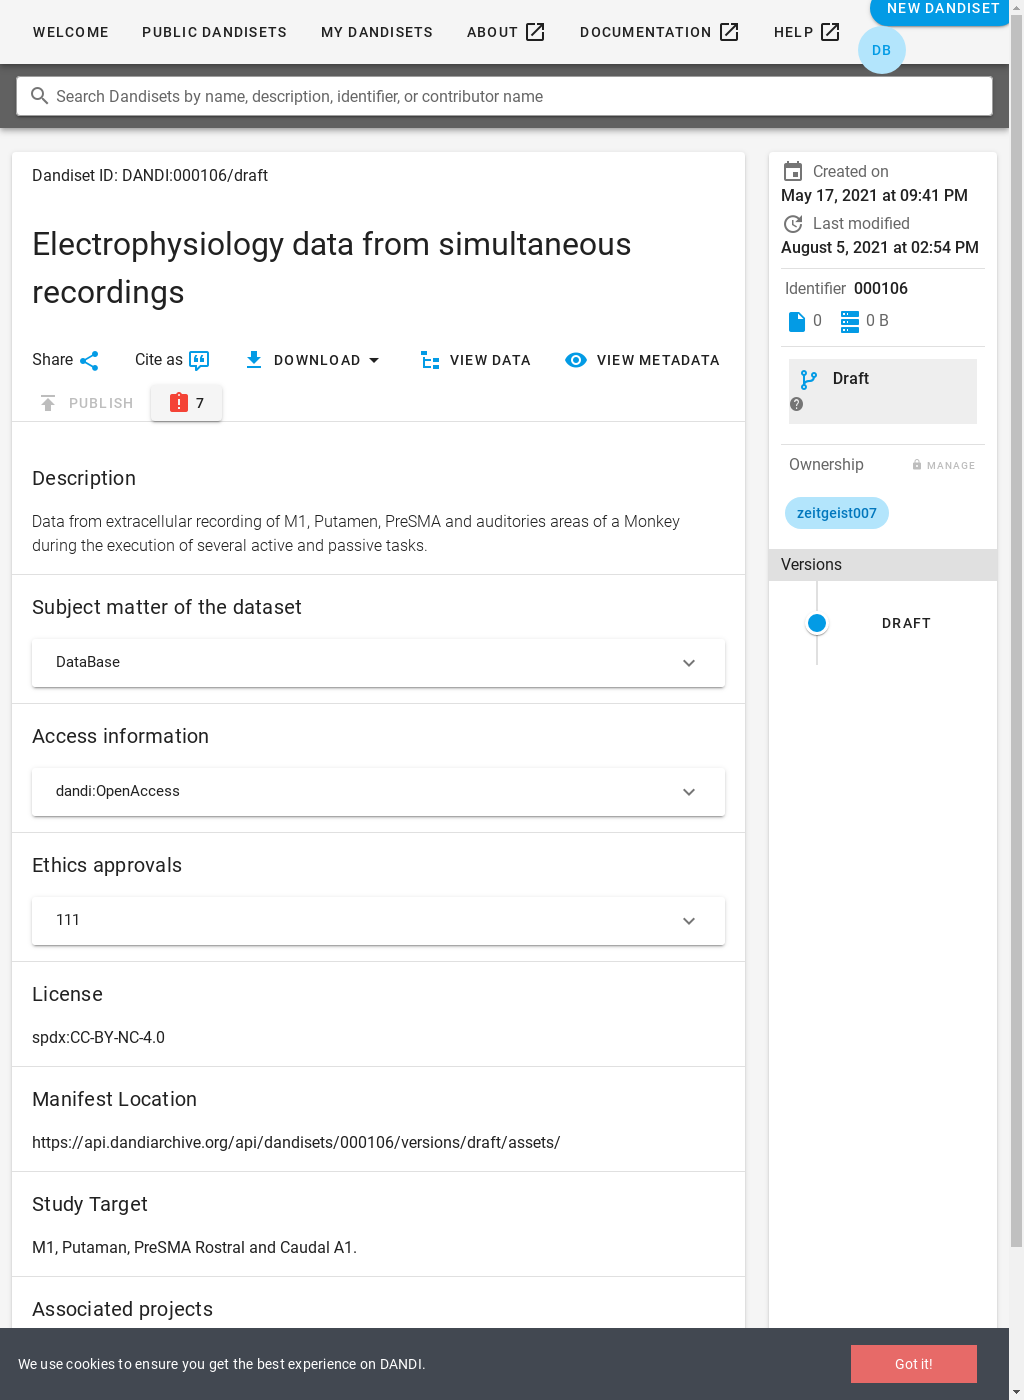 WELCOME
PUBLIC DANDISETS
MY DANDISETS
ABOUT
DOCUMENTATION
HELP
NEW DANDISET
DB
Search Dandisets by name, description, identifier, or contributor name
Dandiset ID: DANDI:000106/draft
Electrophysiology data from simultaneous
recordings
Share
Cite as
DOWNLOAD
VIEW DATA
VIEW METADATA
PUBLISH
7
Description
Data from extracellular recording of M1, Putamen, PreSMA and auditories areas of a Monkey
during the execution of several active and passive tasks.
Subject matter of the dataset
DataBase
Access information
dandi:OpenAccess
Ethics approvals
111
License
spdx:CC-BY-NC-4.0
Manifest Location
https://api.dandiarchive.org/api/dandisets/000106/versions/draft/assets/
Study Target
M1, Putaman, PreSMA Rostral and Caudal A1.
Associated projects
Created on
May 17, 2021 at 09:41 PM
Last modified
August 5, 2021 at 02:54 PM
Identifier 000106
0
0 B
Draft
Ownership
MANAGE
zeitgeist007
Versions
DRAFT
We use cookies to ensure you get the best experience on DANDI.
Got it!